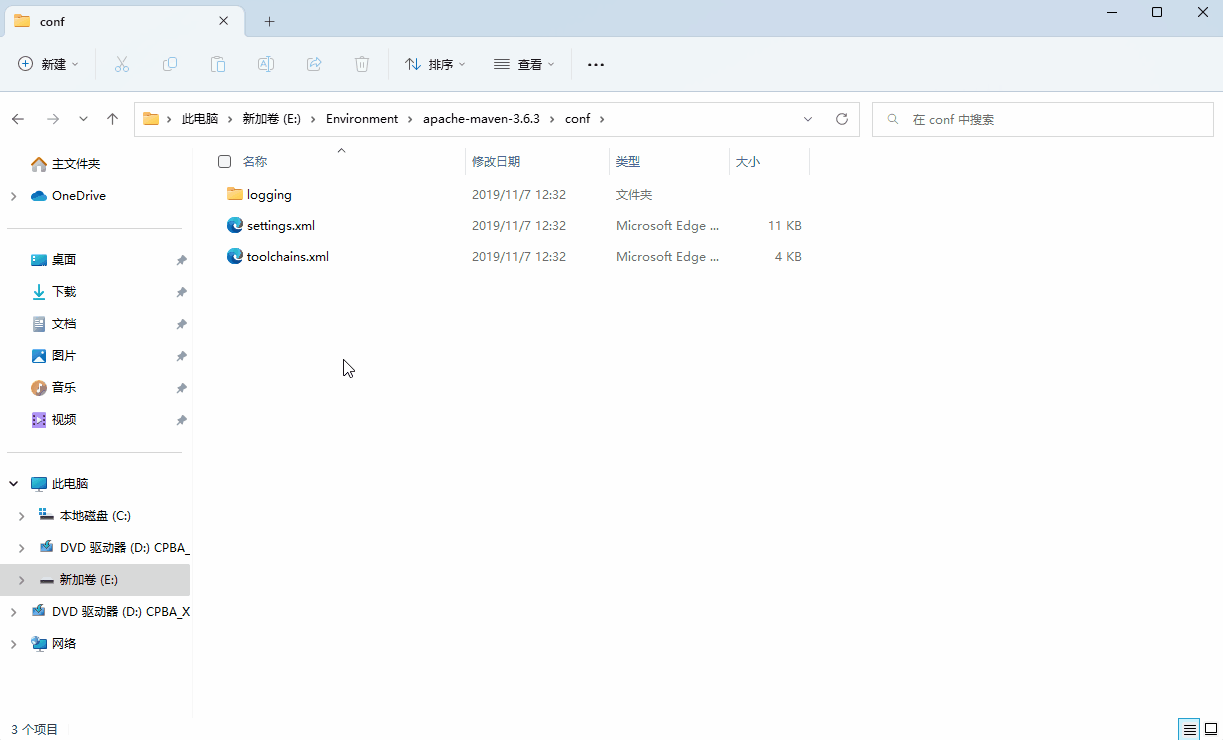 conf
新建
排序
查看
此电脑 新加卷 (E:) Environment apache-maven-3.6.3 conf
在 conf 中搜索
主文件夹
OneDrive
桌面
下载
文档
图片
音乐
视频
此电脑
本地磁盘 (C:)
DVD 驱动器 (D:) CPBA_
新加卷 (E:)
DVD 驱动器 (D:) CPBA_X
网络
名称 修改日期 类型 大小
logging 2019/11/7 12:32 文件夹
settings.xml 2019/11/7 12:32 Microsoft Edge ... 11 KB
toolchains.xml 2019/11/7 12:32 Microsoft Edge ... 4 KB
3 个项目